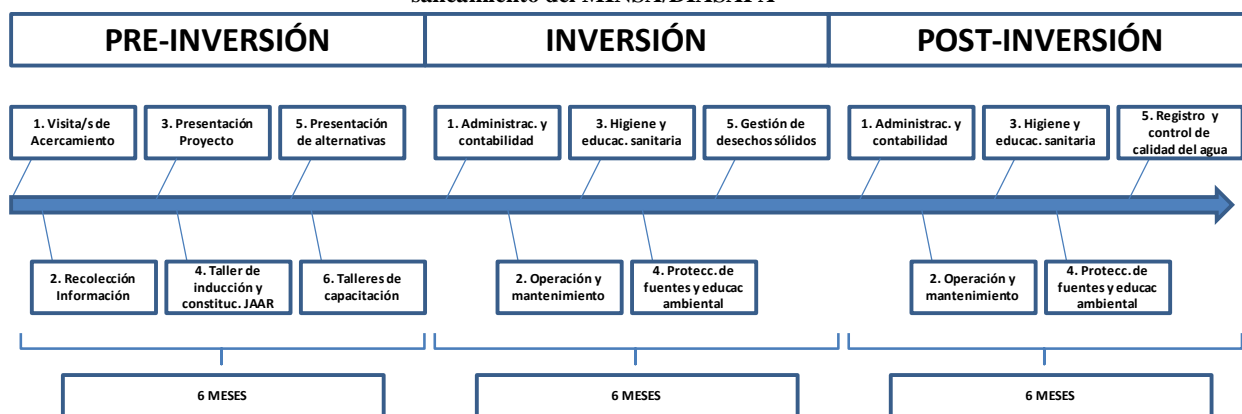 saneamiento del MINSA/DIASAPA
PRE-INVERSIÓN
INVERSIÓN
POST-INVERSIÓN
1. Visita/s de
Acercamiento
3. Presentación
Proyecto
5. Presentación
de alternativas
1. Administrac. y
contabilidad
3. Higiene y
educac. sanitaria
5. Gestión de
desechos sólidos
1. Administrac. y
contabilidad
3. Higiene y
educac. sanitaria
5. Registro y
control de
calidad del agua
2. Recolección
Información
4. Taller de
inducción y
constituc. JAAR
6. Talleres de
capacitación
2. Operación y
mantenimiento
4. Protecc. de
fuentes y educac
ambiental
2. Operación y
mantenimiento
4. Protecc. de
fuentes y educac
ambiental
6 MESES
6 MESES
6 MESES